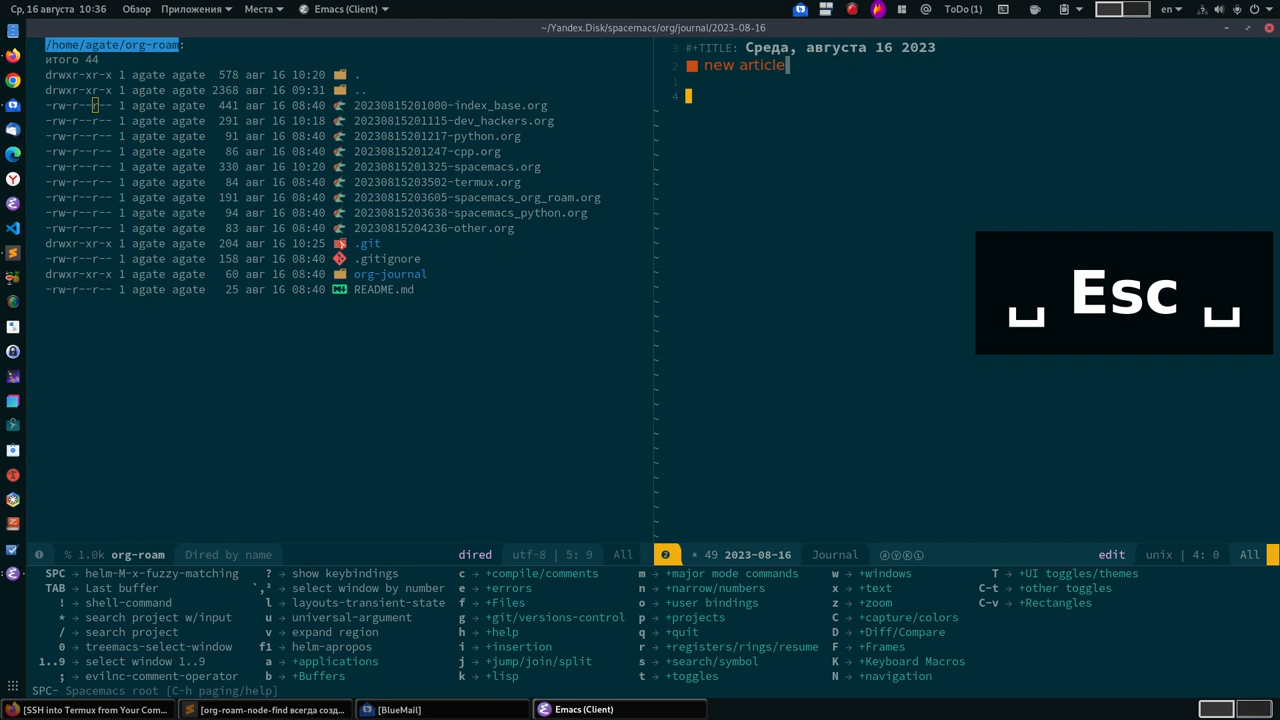 Ср, 16 августа 10:36 Обзор Приложения Места Emacs (Client) ToDo(1) en
~/Yandex.Disk/spacemacs/org/journal/2023-08-16
/home/agate/org-roam:
итого 44
drwxr-xr-x 1 agate agate 578 авг 16 10:20 .
drwxr-xr-x 1 agate agate 2368 авг 16 09:31 ..
-rw-r--r-- 1 agate agate 441 авг 16 08:40 20230815201000-index_base.org
-rw-r--r-- 1 agate agate 291 авг 16 10:18 20230815201115-dev_hackers.org
-rw-r--r-- 1 agate agate 91 авг 16 08:40 20230815201217-python.org
-rw-r--r-- 1 agate agate 86 авг 16 08:40 20230815201247-cpp.org
-rw-r--r-- 1 agate agate 330 авг 16 10:20 20230815201325-spacemacs.org
-rw-r--r-- 1 agate agate 84 авг 16 08:40 20230815203502-termux.org
-rw-r--r-- 1 agate agate 191 авг 16 08:40 20230815203605-spacemacs_org_roam.org
-rw-r--r-- 1 agate agate 94 авг 16 08:40 20230815203638-spacemacs_python.org
-rw-r--r-- 1 agate agate 83 авг 16 08:40 20230815204236-other.org
drwxr-xr-x 1 agate agate 204 авг 16 10:25 .git
-rw-r--r-- 1 agate agate 158 авг 16 08:40 .gitignore
drwxr-xr-x 1 agate agate 60 авг 16 08:40 org-journal
-rw-r--r-- 1 agate agate 25 авг 16 08:40 README.md
3 #+TITLE: Среда, августа 16 2023
2 new article
1
4
␣ Esc ␣
❶ % 1.0k org-roam Dired by name dired utf-8 | 5: 9 All
❷ * 49 2023-08-16 Journal ⓐⓎⓀⓁ edit unix | 4: 0 All
SPC → helm-M-x-fuzzy-matching ? → show keybindings c → +compile/comments m → +major mode commands w → +windows T → +UI toggles/themes
TAB → Last buffer `,² → select window by number e → +errors n → +narrow/numbers x → +text C-t → +other toggles
! → shell-command l → layouts-transient-state f → +Files o → +user bindings z → +zoom C-v → +Rectangles
* → search project w/input u → universal-argument g → +git/versions-control p → +projects C → +capture/colors
/ → search project v → expand region h → +help q → +quit D → +Diff/Compare
0 → treemacs-select-window f1 → helm-apropos i → +insertion r → +registers/rings/resume F → +Frames
1..9 → select window 1..9 a → +applications j → +jump/join/split s → +search/symbol K → +Keyboard Macros
; → evilnc-comment-operator b → +Buffers k → +lisp t → +toggles N → +navigation
SPC- Spacemacs root [C-h paging/help]
[SSH into Termux from Your Com... [org-roam-node-find всегда созд... [BlueMail] Emacs (Client)